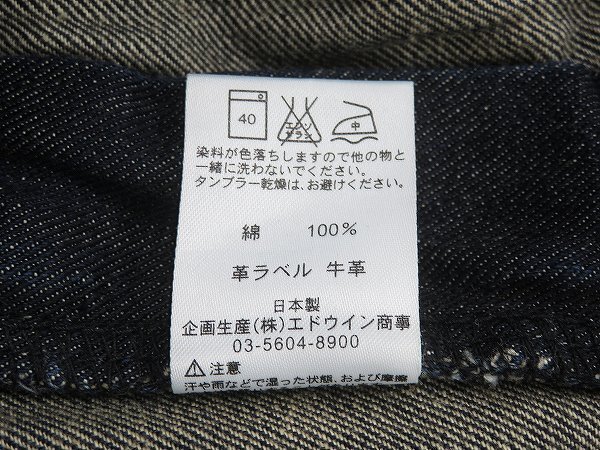 40
エンソ
サラシ
中
染料が色落ちしますので他の物と
一緒に洗わないでください。
タンブラー乾燥は、お避けください。
綿 100%
革ラベル 牛革
日本製
企画生産(株)エドウイン商事
03-5604-8900
⚠注意
汗や雨などで湿った状態、および摩擦